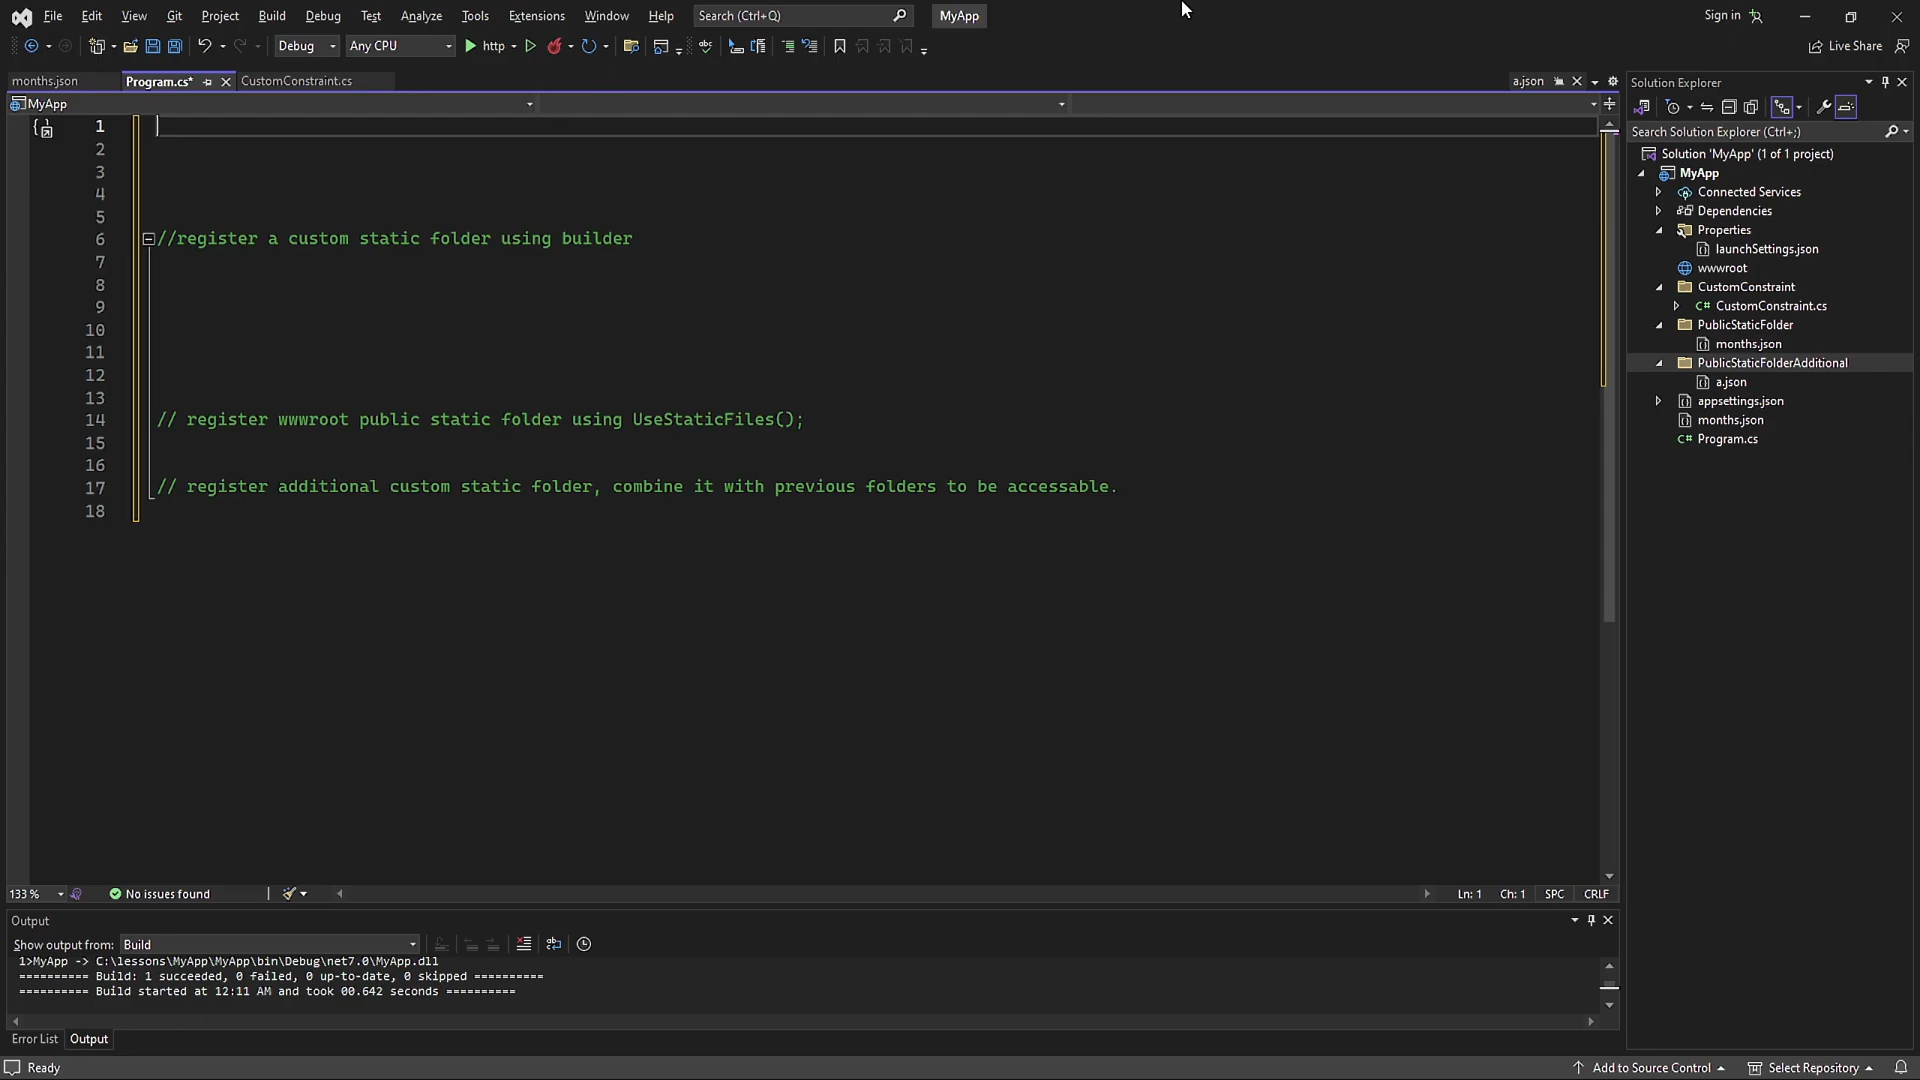 File Edit View Git Project Build Debug Test Analyze Tools Extensions Window Help Search (Ctrl+Q) MyApp Sign in
Debug Any CPU http Live Share
months.json Program.cs* CustomConstraint.cs a.json
MyApp
1
2
3
4
5
6 //register a custom static folder using builder
7
8
9
10
11
12
13
14 // register wwwroot public static folder using UseStaticFiles();
15
16
17 // register additional custom static folder, combine it with previous folders to be accessable.
18
133 % No issues found Ln: 1 Ch: 1 SPC CRLF
Output
Show output from: Build
1>MyApp -> C:\lessons\MyApp\MyApp\bin\Debug\net7.0\MyApp.dll
========== Build: 1 succeeded, 0 failed, 0 up-to-date, 0 skipped ==========
========== Build started at 12:11 AM and took 00.642 seconds ==========
Error List Output
Solution Explorer
Search Solution Explorer (Ctrl+;)
Solution 'MyApp' (1 of 1 project)
MyApp
Connected Services
Dependencies
Properties
launchSettings.json
wwwroot
CustomConstraint
C# CustomConstraint.cs
PublicStaticFolder
months.json
PublicStaticFolderAdditional
a.json
appsettings.json
months.json
C# Program.cs
Ready Add to Source Control Select Repository